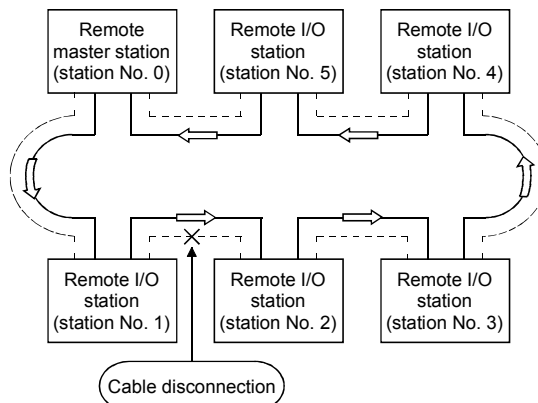 Remote
master station
(station No. 0)
Remote I/O
station
(station No. 5)
Remote I/O
station
(station No. 4)
Remote I/O
station
(station No. 1)
Remote I/O
station
(station No. 2)
Remote I/O
station
(station No. 3)
Cable disconnection